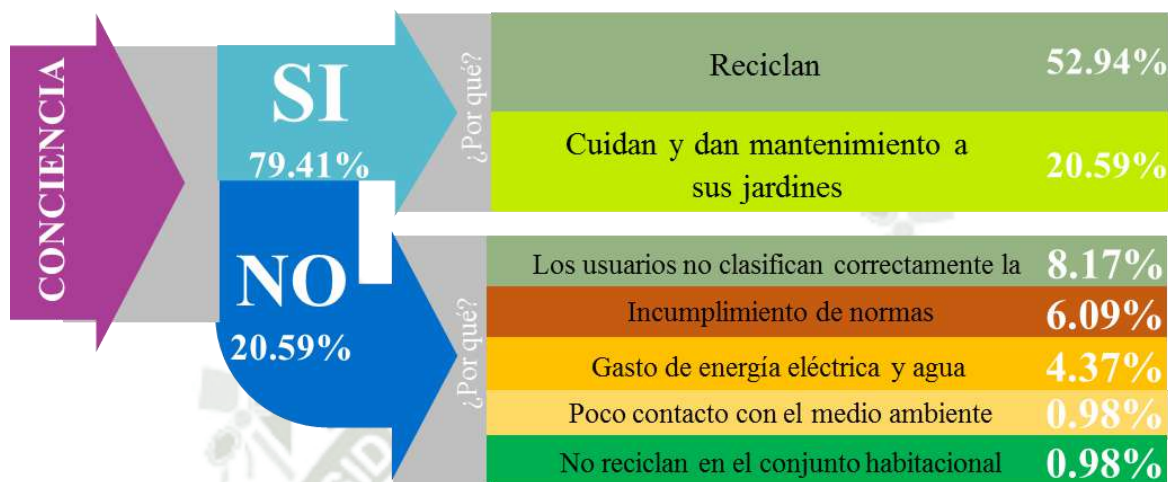 CONCIENCIA
SI
79.41%
¿Por qué?
Reciclan 52.94%
Cuidan y dan mantenimiento a
sus jardines
20.59%
NO
20.59%
¿Por qué?
Los usuarios no clasifican correctamente la 8.17%
Incumplimiento de normas 6.09%
Gasto de energía eléctrica y agua 4.37%
Poco contacto con el medio ambiente 0.98%
No reciclan en el conjunto habitacional 0.98%